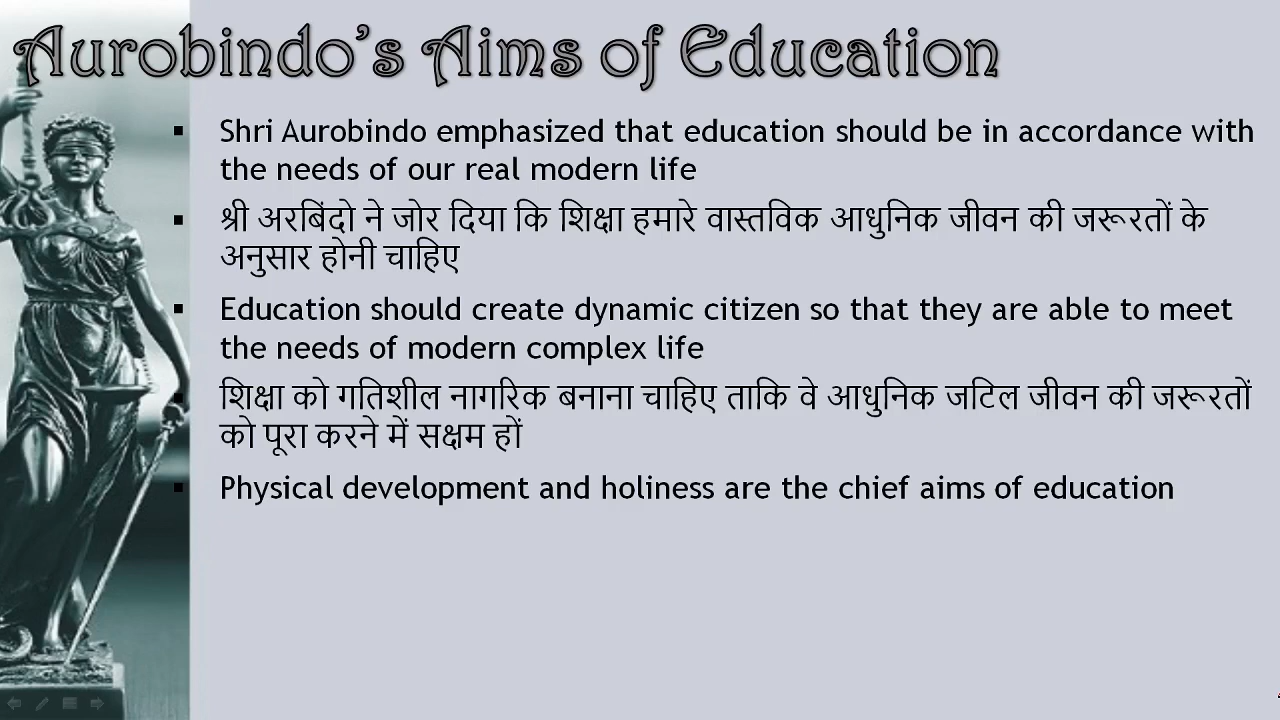 Aurobindo's Aims of Education
▪ Shri Aurobindo emphasized that education should be in accordance with
the needs of our real modern life
▪ श्री अरबिंदो ने जोर दिया कि शिक्षा हमारे वास्तविक आधुनिक जीवन की जरूरतों के
अनुसार होनी चाहिए
▪ Education should create dynamic citizen so that they are able to meet
the needs of modern complex life
▪ शिक्षा को गतिशील नागरिक बनाना चाहिए ताकि वे आधुनिक जटिल जीवन की जरूरतों
को पूरा करने में सक्षम हों
▪ Physical development and holiness are the chief aims of education